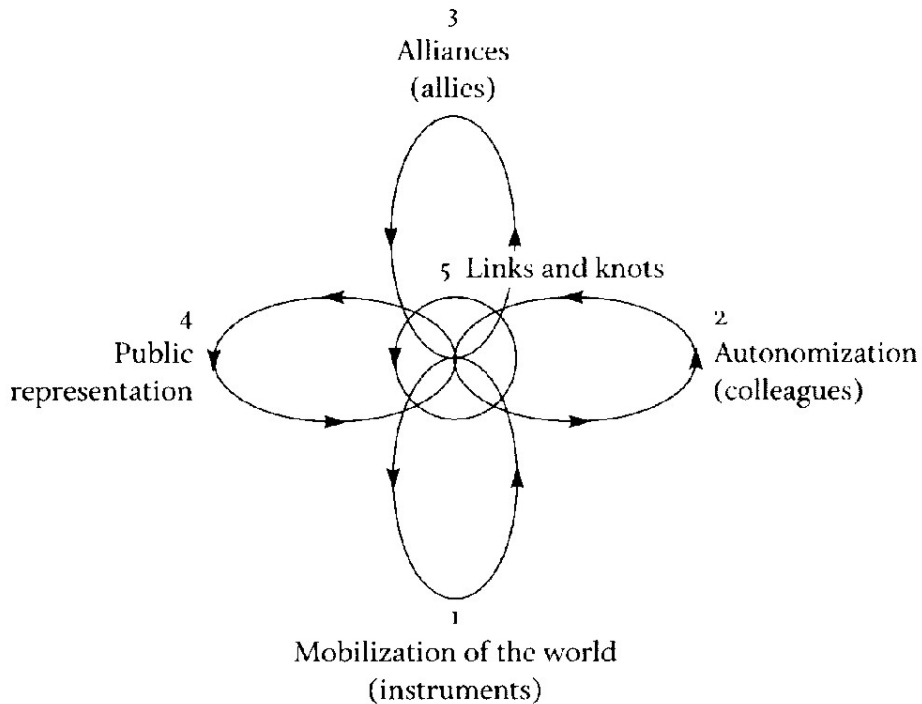 3
Alliances
(allies)
5 Links and knots
4
Public
representation
2
Autonomization
(colleagues)
1
Mobilization of the world
(instruments)